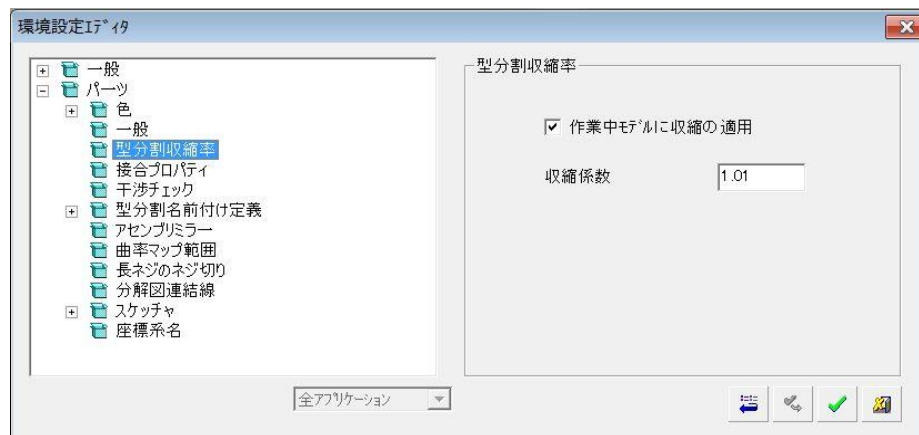 環境設定ｴﾃﾞｨﾀ
一般
パーツ
色
一般
型分割収縮率
接合プロパティ
干渉チェック
型分割名前付け定義
アセンブリミラー
曲率マップ範囲
長ネジのネジ切り
分解図連結線
スケッチャ
座標系名
型分割収縮率
作業中ﾓﾃﾞﾙに収縮の適用
収縮係数 1.01
全ｱﾌﾟﾘｹｰｼｮﾝ